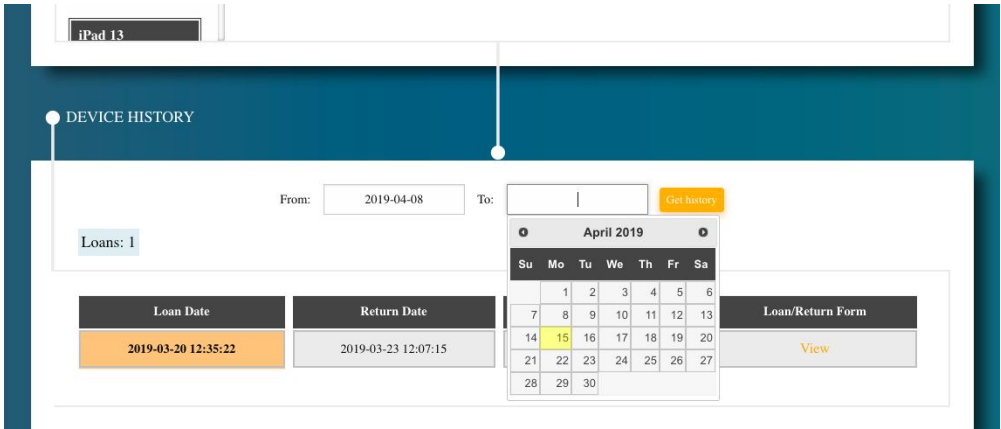 iPad 13
DEVICE HISTORY
From: 2019-04-08 To: Get history
Loans: 1
April 2019
Su Mo Tu We Th Fr Sa
1 2 3 4 5 6
7 8 9 10 11 12 13
14 15 16 17 18 19 20
21 22 23 24 25 26 27
28 29 30
Loan Date Return Date Loan/Return Form
2019-03-20 12:35:22 2019-03-23 12:07:15 View